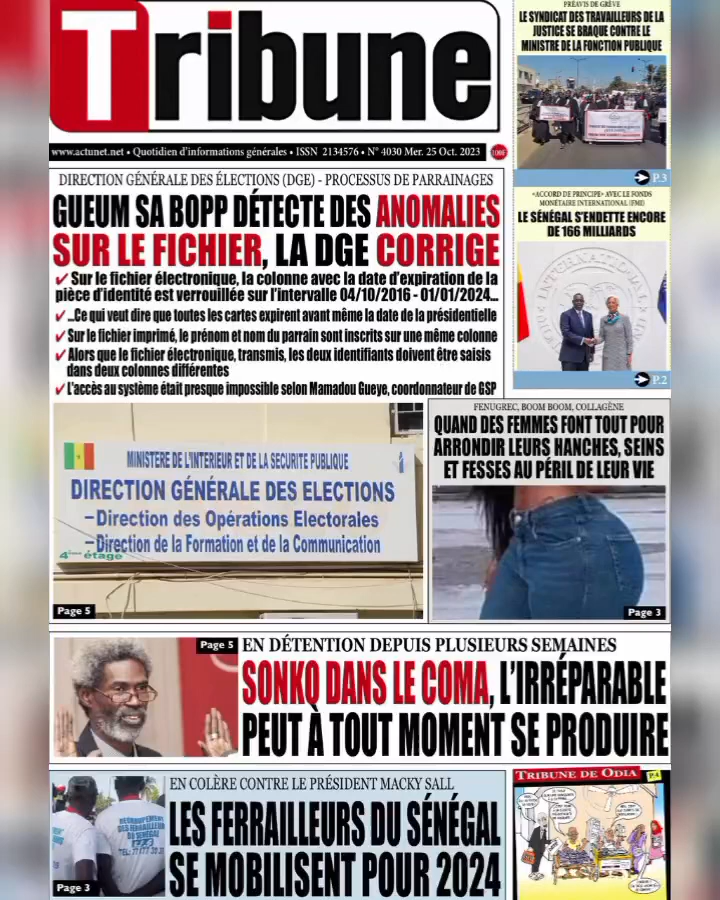 Tribune
www.actunet.net • Quotidien d'informations générales • ISSN 2134576 • N° 4030 Mer. 25 Oct. 2023
100F
PRÉAVIS DE GRÈVE
LE SYNDICAT DES TRAVAILLEURS DE LA
JUSTICE SE BRAQUE CONTRE LE
MINISTRE DE LA FONCTION PUBLIQUE
P.3
«ACCORD DE PRINCIPE» AVEC LE FONDS
MONÉTAIRE INTERNATIONAL (FMI)
LE SÉNÉGAL S'ENDETTE ENCORE
DE 166 MILLIARDS
INTERNATIONAL
P.2
DIRECTION GÉNÉRALE DES ÉLECTIONS (DGE) - PROCESSUS DE PARRAINAGES
GUEUM SA BOPP DÉTECTE DES ANOMALIES
SUR LE FICHIER, LA DGE CORRIGE
✔ Sur le fichier électronique, la colonne avec la date d'expiration de la
pièce d'identité est verrouillée sur l'intervalle 04/10/2016 - 01/01/2024...
✔ ...Ce qui veut dire que toutes les cartes expirent avant même la date de la présidentielle
✔ Sur le fichier imprimé, le prénom et nom du parrain sont inscrits sur une même colonne
✔ Alors que le fichier électronique, transmis, les deux identifiants doivent être saisis
dans deux colonnes différentes
✔ L'accès au système était presque impossible selon Mamadou Gueye, coordonnateur de GSP
MINISTERE DE L'INTERIEUR ET DE LA SECURITE PUBLIQUE
DIRECTION GÉNÉRALE DES ELECTIONS
–Direction des Opérations Electorales
–Direction de la Formation et de la Communication
4ème étage
Page 5
FENUGREC, BOOM BOOM, COLLAGÈNE
QUAND DES FEMMES FONT TOUT POUR
ARRONDIR LEURS HANCHES, SEINS
ET FESSES AU PÉRIL DE LEUR VIE
Page 3
Page 5
EN DÉTENTION DEPUIS PLUSIEURS SEMAINES
SONKO DANS LE COMA, L'IRRÉPARABLE
PEUT À TOUT MOMENT SE PRODUIRE
EN COLÈRE CONTRE LE PRÉSIDENT MACKY SALL
LES FERRAILLEURS DU SÉNÉGAL
SE MOBILISENT POUR 2024
DES FERRAILLEURS
DU SÉNÉGAL
Page 3
TRIBUNE DE ODIA
P.4